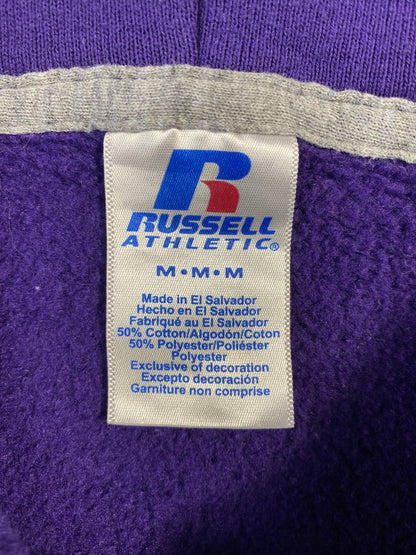 R
RUSSELL
ATHLETIC®
M • M • M
Made in El Salvador
Hecho en El Salvador
Fabriqué au El Salvador
50% Cotton/Algodón/Coton
50% Polyester/Poliéster
Polyester
Exclusive of decoration
Excepto decoración
Garniture non comprise